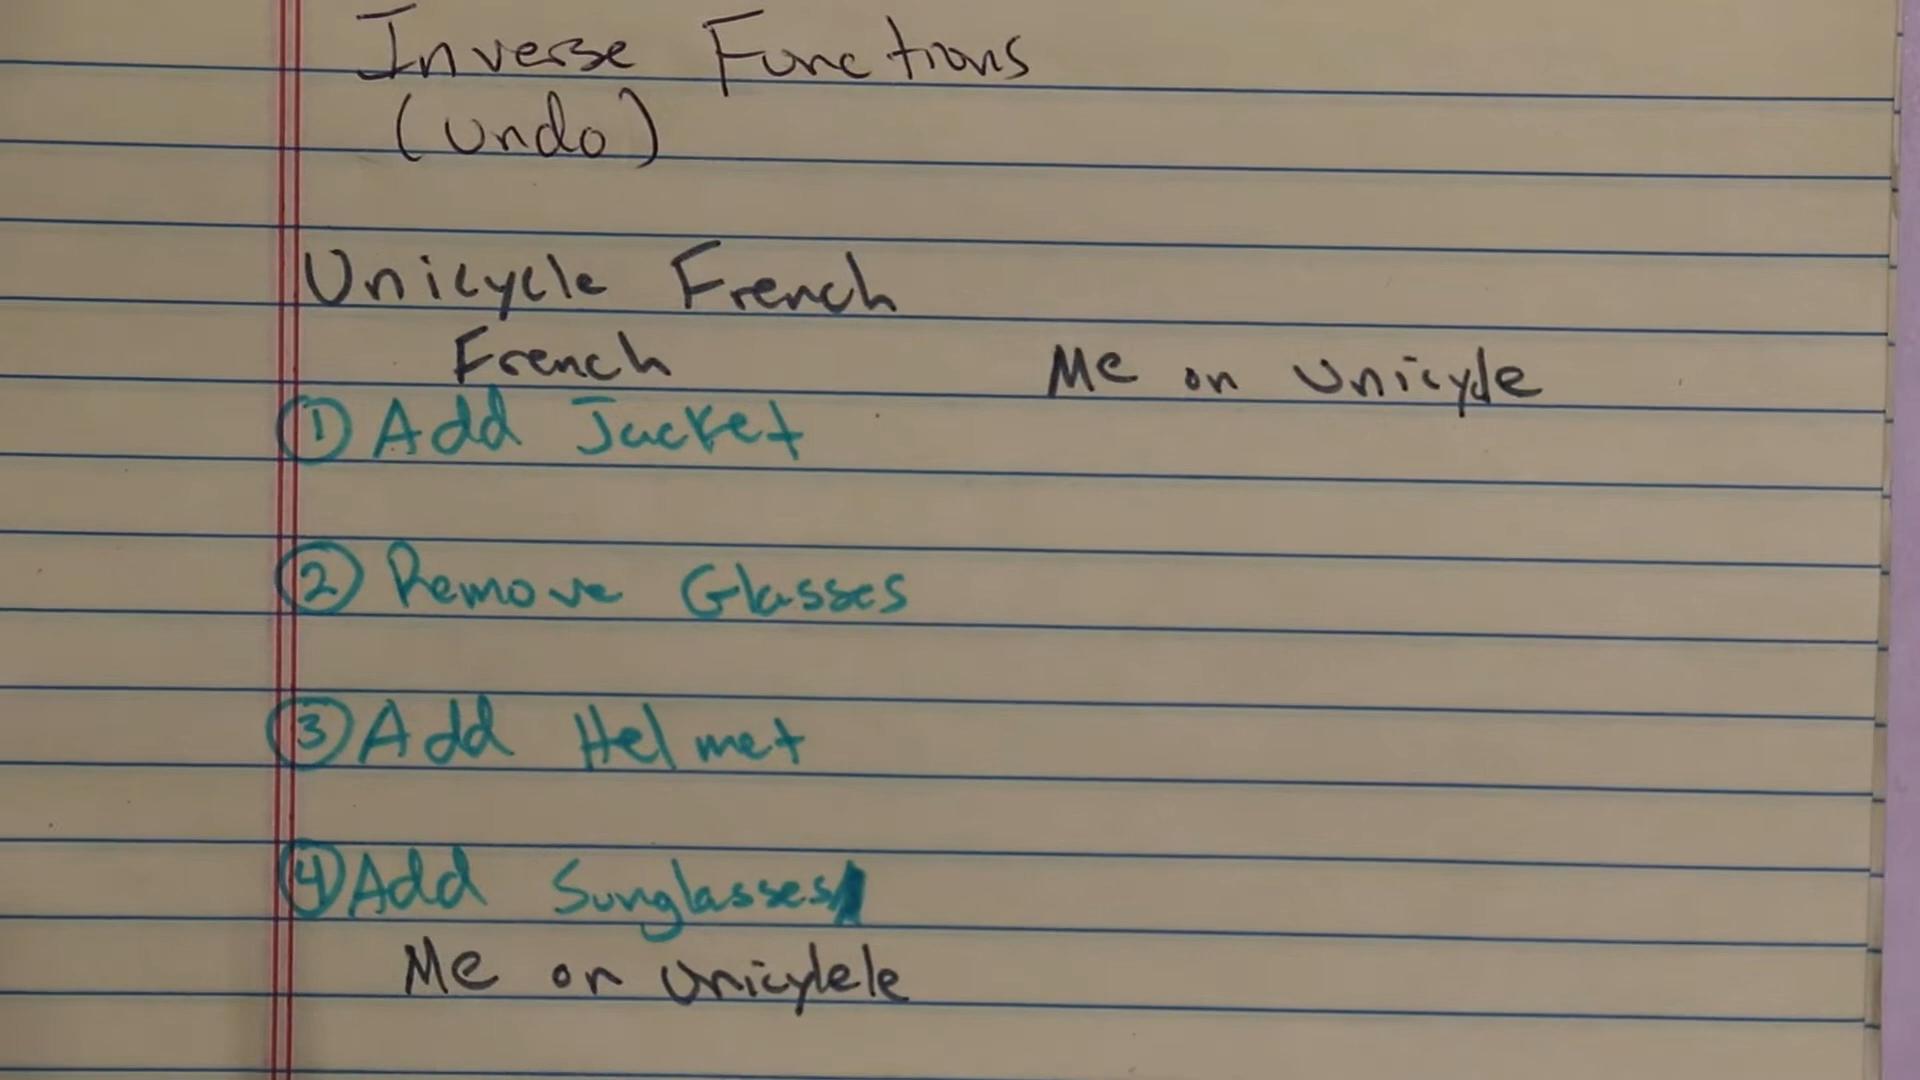 Inverse Functions
(undo)
Unicycle French
French
Me on Unicyle
① Add Jacket
② Remove Glasses
③ Add Helmet
④ Add Sunglasses
Me on Unicylele